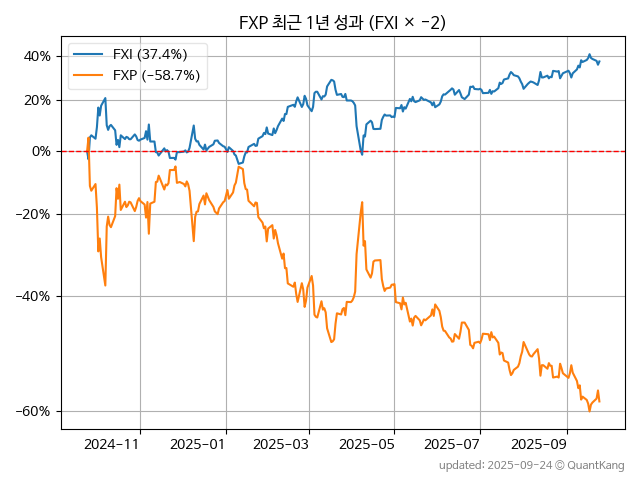 FXP 최근 1년 성과 (FXI × −2)
FXI (37.4%)
FXP (−58.7%)
40%
20%
0%
−20%
−40%
−60%
2024−11 2025−01 2025−03 2025−05 2025−07 2025−09
updated: 2025−09−24 © QuantKang